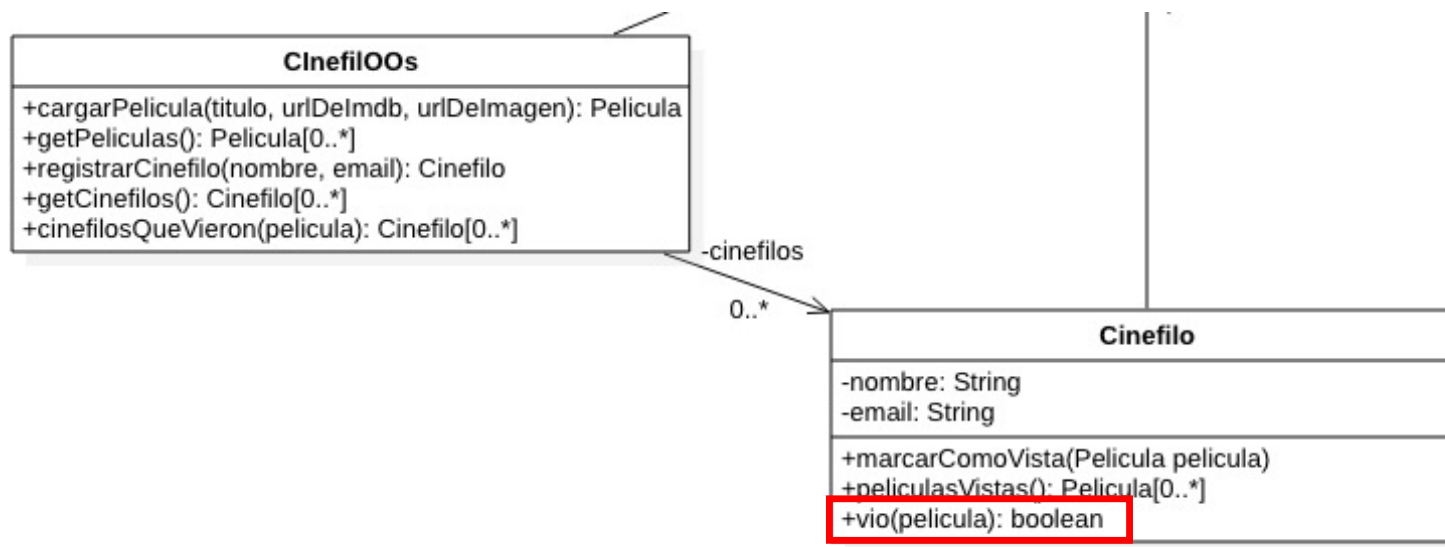 CInefilOOs
+cargarPelicula(titulo, urlDeImdb, urlDeImagen): Pelicula
+getPeliculas(): Pelicula[0..*]
+registrarCinefilo(nombre, email): Cinefilo
+getCinefilos(): Cinefilo[0..*]
+cinefilosQueVieron(pelicula): Cinefilo[0..*]
-cinefilos
0..*
Cinefilo
-nombre: String
-email: String
+marcarComoVista(Pelicula pelicula)
+peliculasVistas(): Pelicula[0..*]
+vio(pelicula): boolean